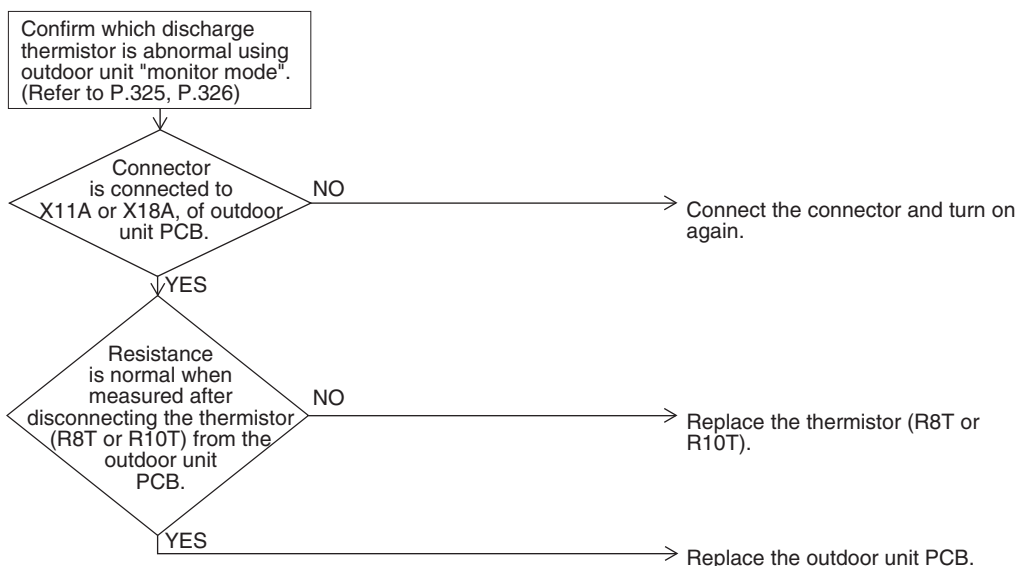 Confirm which discharge
thermistor is abnormal using
outdoor unit "monitor mode".
(Refer to P.325, P.326)
Connector
is connected to
X11A or X18A, of outdoor
unit PCB.
NO
Connect the connector and turn on
again.
YES
Resistance
is normal when
measured after
disconnecting the thermistor
(R8T or R10T) from the
outdoor unit
PCB.
NO
Replace the thermistor (R8T or
R10T).
YES
Replace the outdoor unit PCB.